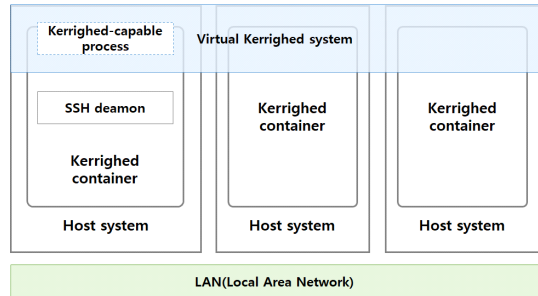 Kerrighed-capable
process
Virtual Kerrighed system
SSH deamon
Kerrighed
container
Host system
Kerrighed
container
Host system
Kerrighed
container
Host system
LAN(Local Area Network)